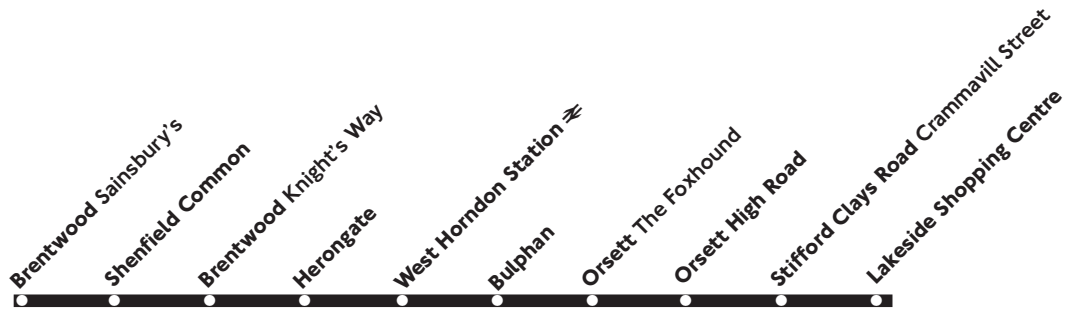 Brentwood Sainsbury's
Shenfield Common
Brentwood Knight's Way
Herongate
West Horndon Station
Bulphan
Orsett The Foxhound
Orsett High Road
Stifford Clays Road Crammavill Street
Lakeside Shopping Centre